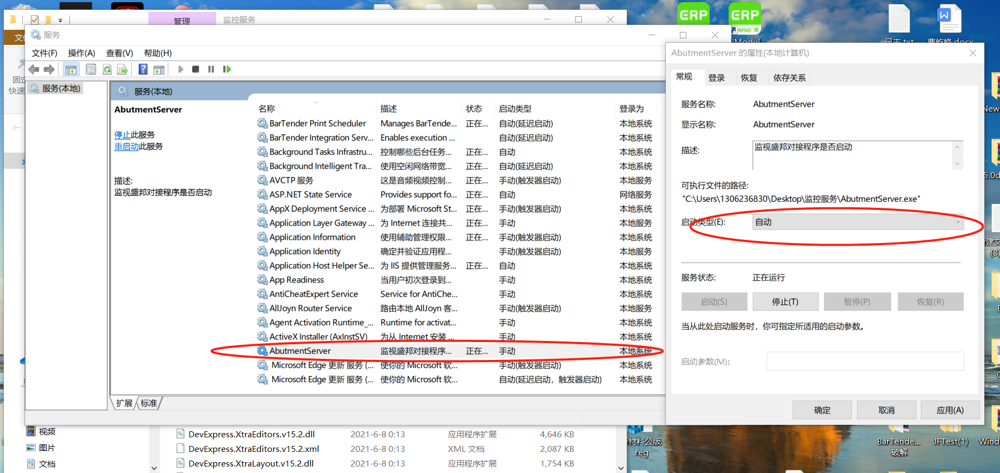 管理
监控服务
ERP
ERP
日志.txt
曹屹峰.docx
服务
文件(F)
操作(A)
查看(V)
帮助(H)
服务(本地)
服务(本地)
AbutmentServer
停止此服务
重启动此服务
描述:
监视盛邦对接程序是否启动
名称 描述 状态 启动类型 登录为
BarTender Print Scheduler Manages BarTende... 正在... 自动(延迟启动) 本地系统
BarTender Integration Serv... Enables execution ... 自动(延迟启动) 本地系统
Background Tasks Infrastru... 控制哪些后台任务... 正在... 自动 本地系统
Background Intelligent Tra... 使用空闲网络带宽... 正在... 自动(延迟启动) 本地系统
AVCTP 服务 这是音频视频控制... 正在... 手动(触发器启动) 本地服务
ASP.NET State Service Provides support fo... 正在... 自动 网络服务
AppX Deployment Service ... 为部署 Microsoft St... 正在... 手动(触发器启动) 本地系统
Application Layer Gateway ... 为 Internet 连接共... 正在... 手动 本地服务
Application Information 使用辅助管理权限... 正在... 手动(触发器启动) 本地系统
Application Identity 确定并验证应用程... 手动(触发器启动) 本地服务
Application Host Helper Se... 为 IIS 提供管理服务... 正在... 自动 本地系统
App Readiness 当用户初次登录到... 手动 本地系统
AntiCheatExpert Service Service for AntiChe... 手动 本地系统
AllJoyn Router Service 路由本地 AllJoyn 客... 手动(触发器启动) 本地服务
Agent Activation Runtime_... Runtime for activat... 手动 本地系统
ActiveX Installer (AxInstSV) 为从 Internet 安装 ... 手动 本地系统
AbutmentServer 监视盛邦对接程序... 正在... 手动 本地系统
Microsoft Edge 更新 服务 (... 使你的 Microsoft 软... 手动(触发器启动) 本地系统
Microsoft Edge 更新 服务 (... 使你的 Microsoft 软... 自动(延迟启动, 触发器启动) 本地系统
扩展 标准
视频
图片
文档
DevExpress.XtraEditors.v15.2.dll 2021-6-8 0:13 应用程序扩展 4,646 KB
DevExpress.XtraEditors.v15.2.xml 2021-6-8 0:13 XML 文档 2,087 KB
DevExpress.XtraLayout.v15.2.dll 2021-6-8 0:13 应用程序扩展 1,754 KB
AbutmentServer 的属性(本地计算机)
常规 登录 恢复 依存关系
服务名称: AbutmentServer
显示名称: AbutmentServer
描述: 监视盛邦对接程序是否启动
可执行文件的路径:
"C:\Users\1306236830\Desktop\监控服务\AbutmentServer.exe"
启动类型(E): 自动
服务状态: 正在运行
启动(S) 停止(T) 暂停(P) 恢复(R)
当从此处启动服务时，你可指定所适用的启动参数。
启动参数(M):
确定 取消 应用(A)
材料公版.
reg
BarTende...
破解
JFTest(1)
Wind